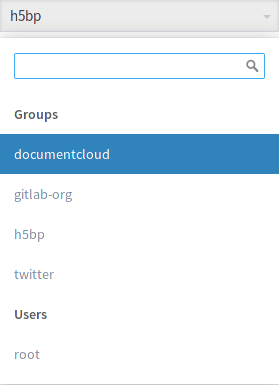 h5bp
Groups
documentcloud
gitlab-org
h5bp
twitter
Users
root